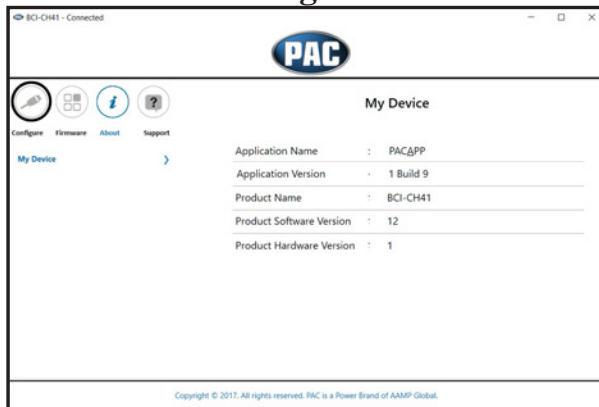 BCI-CH41 - Connected
PAC
Configure Firmware About Support
My Device
My Device
Application Name : PACAPP
Application Version · 1 Build 9
Product Name : BCI-CH41
Product Software Version : 12
Product Hardware Version : 1
Copyright © 2017. All rights reserved. PAC is a Power Brand of AAMP Global.